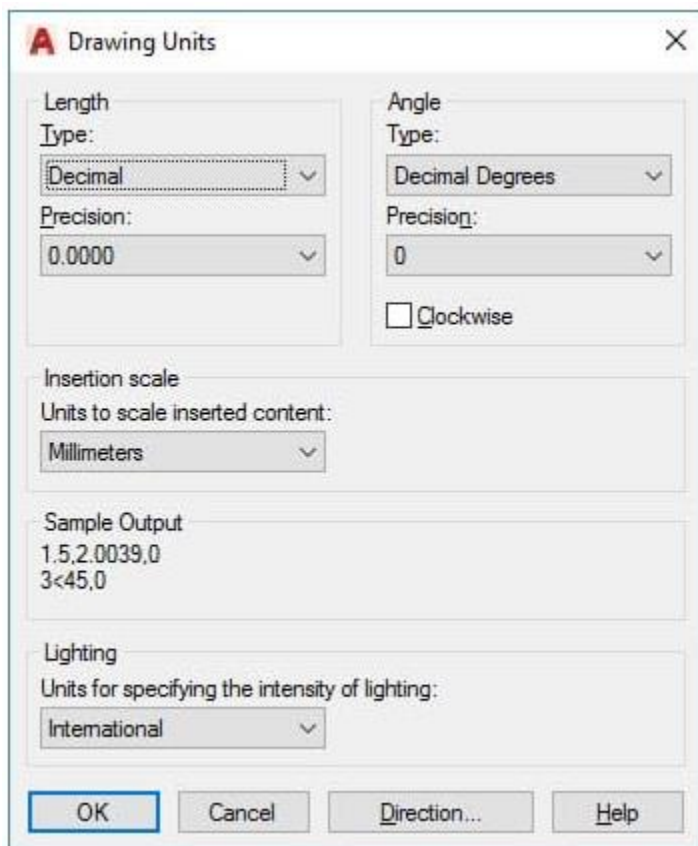 Drawing Units
Length
Type:
Decimal
Precision:
0.0000
Angle
Type:
Decimal Degrees
Precision:
0
Clockwise
Insertion scale
Units to scale inserted content:
Millimeters
Sample Output
1.5,2.0039,0
3<45,0
Lighting
Units for specifying the intensity of lighting:
International
OK Cancel Direction... Help